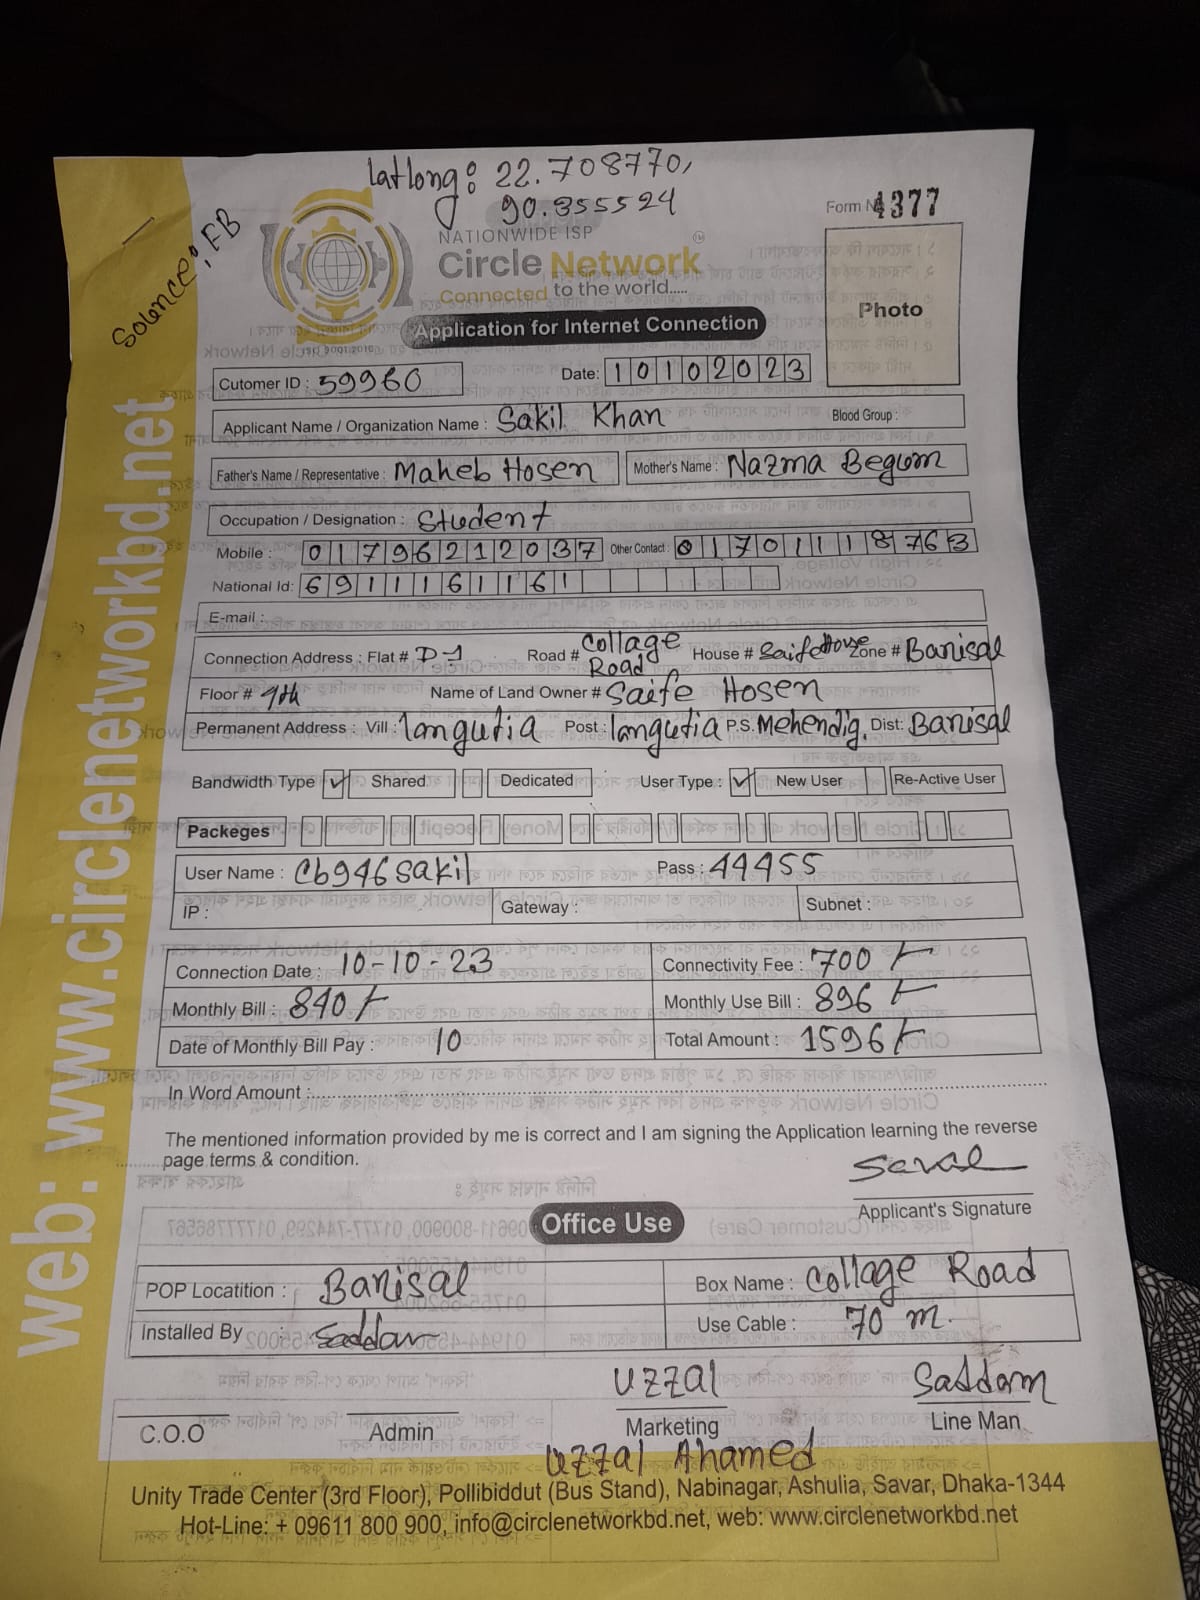 Latlong: 22.708770,
90.355524
Source: FB
Form No 4377
NATIONWIDE ISP
Circle Network
Connected to the world.....
Photo
Application for Internet Connection
Cutomer ID : 59960
Date: 10102023
Applicant Name / Organization Name : Sakil Khan
Blood Group :
Father's Name / Representative : Maheb Hosen
Mother's Name : Nazma Begum
Occupation / Designation : Student
Mobile : 01796212037
Other Contact : 01701118763
National Id: 6911161161
E-mail :
Connection Address : Flat # D-1 Road # Collage Road House # Saife House Zone # Barisal
Floor # 9th Name of Land Owner # Saife Hosen
Permanent Address : Vill : Langutia Post : Langutia P.S. Mehendig. Dist: Barisal
Bandwidth Type ✓ Shared Dedicated User Type : ✓ New User Re-Active User
Packeges
User Name : Cb946sakil Pass : 44455
IP : Gateway : Subnet :
Connection Date : 10-10-23 Connectivity Fee : 700/-
Monthly Bill : 840/- Monthly Use Bill : 896/-
Date of Monthly Bill Pay : 10 Total Amount : 1596/-
In Word Amount :
The mentioned information provided by me is correct and I am signing the Application learning the reverse
page terms & condition.
Applicant's Signature
Office Use
POP Locatition : Barisal Box Name : Collage Road
Installed By : Saddam Use Cable : 70 m.
Uzzal Saddam
C.O.O Admin Marketing Line Man
Uzzal Ahamed
Unity Trade Center (3rd Floor), Pollibiddut (Bus Stand), Nabinagar, Ashulia, Savar, Dhaka-1344
Hot-Line: + 09611 800 900, info@circlenetworkbd.net, web: www.circlenetworkbd.net
web: www.circlenetworkbd.net